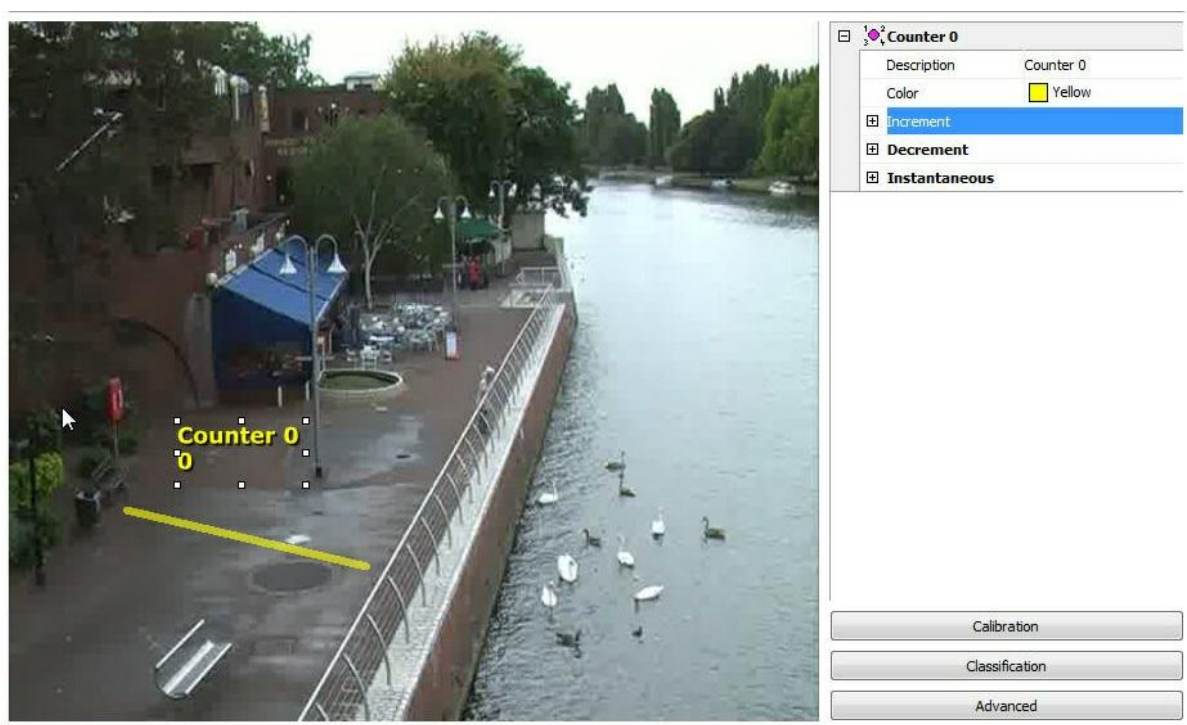 Counter 0
Description Counter 0
Color Yellow
Increment
Decrement
Instantaneous
Counter 0
0
Calibration
Classification
Advanced